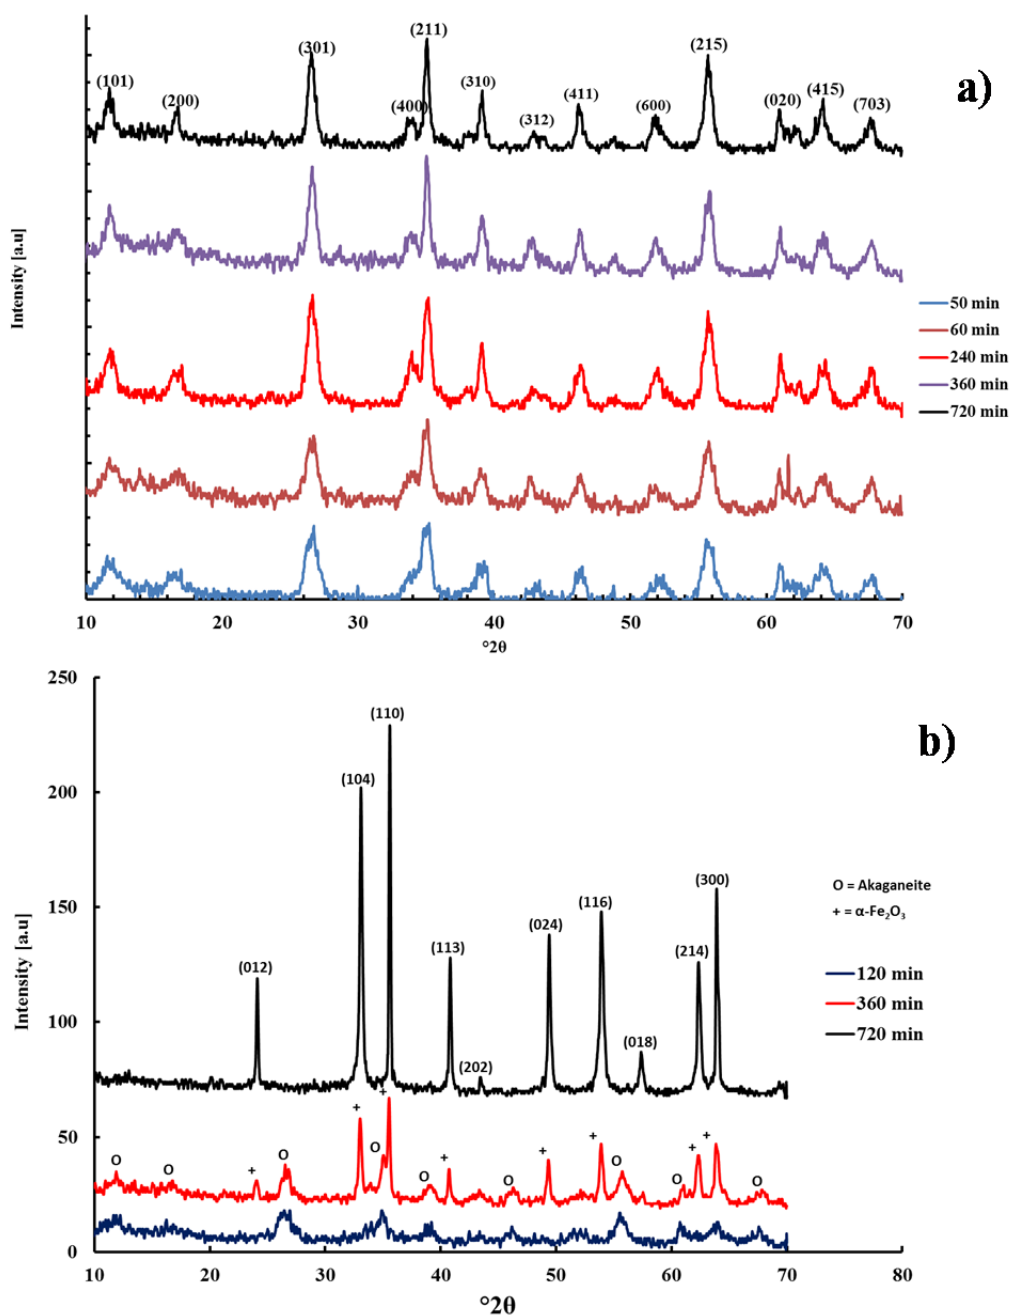 (211)
(301)
(215)
(101)
(310)
(200)
(400)
(411)
(312)
(600)
(020)
(415)
(703)
a)
Intensity [a.u]
50 min
60 min
240 min
360 min
720 min
10 20 30 40 50 60 70
°2θ
250
200
150
100
50
0
Intensity [a.u]
b)
(110)
(104)
(300)
(116)
(024)
(113)
(012)
(214)
(202)
(018)
O = Akaganeite
+ = α-Fe₂O₃
120 min
360 min
720 min
O O + O + O + O + O + O + O + + O
10 20 30 40 50 60 70 80
°2θ